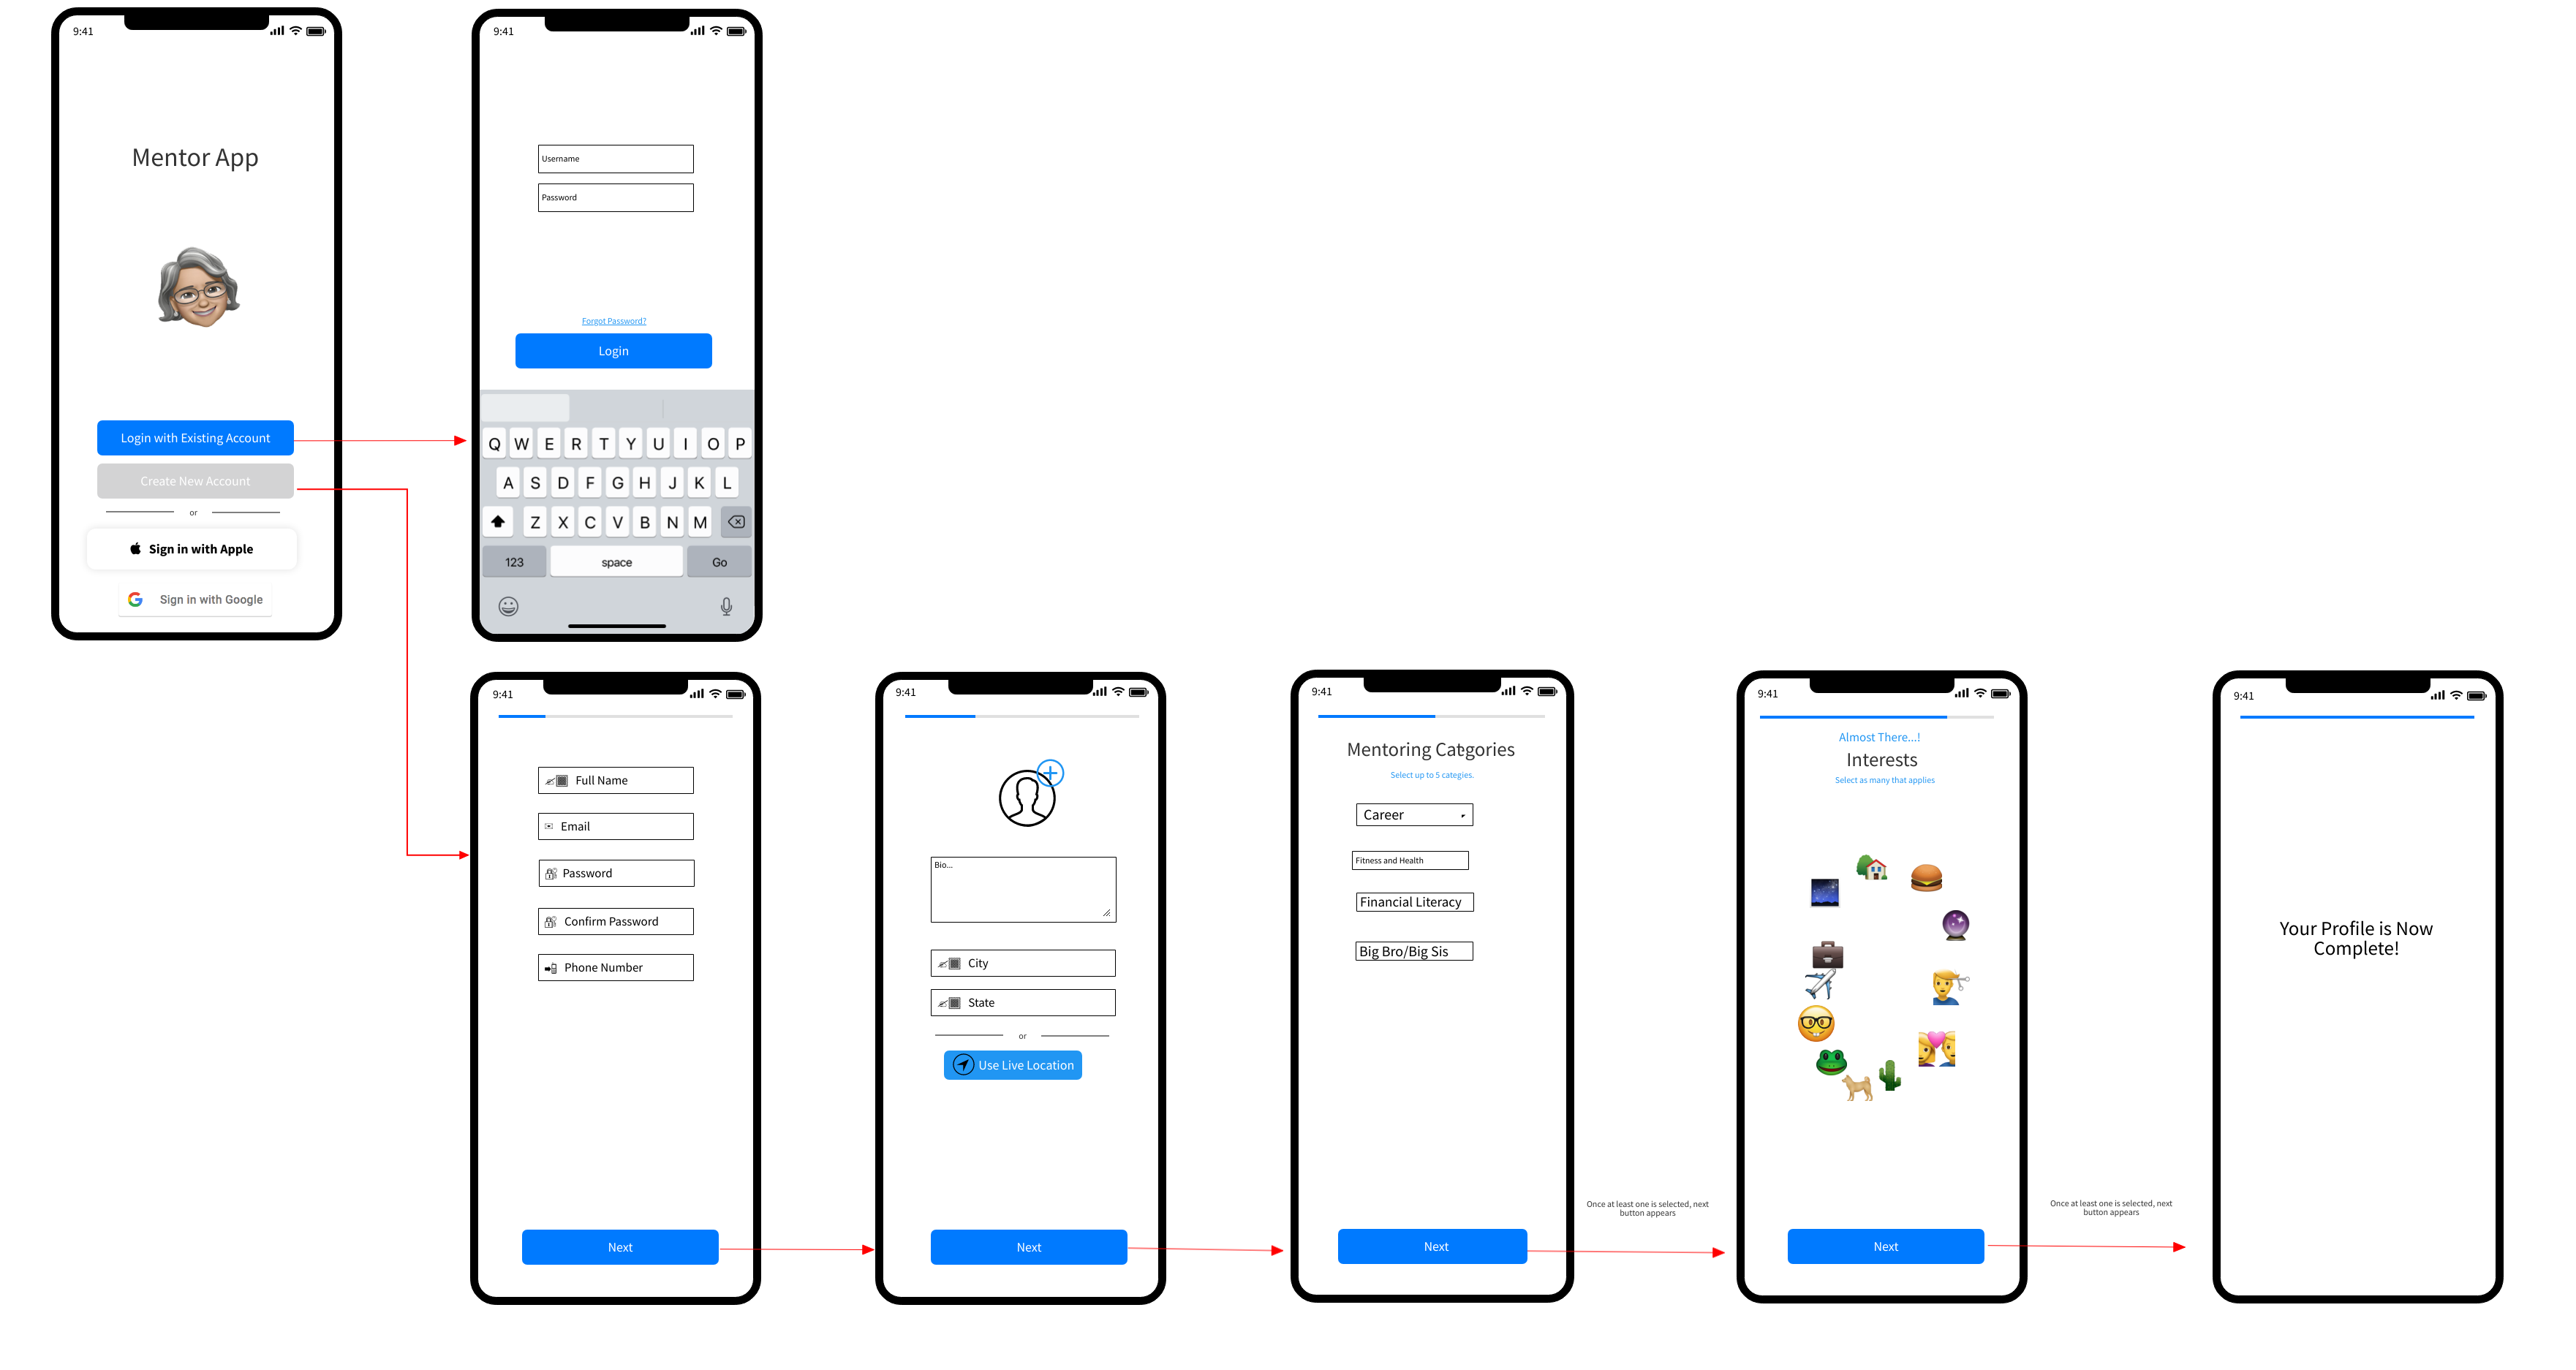 9:41
Mentor App
Login with Existing Account
Create New Account
or
Sign in with Apple
Sign in with Google
9:41
Username
Password
Forgot Password?
Login
Q W E R T Y U I O P
A S D F G H J K L
Z X C V B N M
123 space Go
9:41
Full Name
Email
Password
Confirm Password
Phone Number
Next
9:41
Bio...
City
State
or
Use Live Location
Next
9:41
Mentoring Categories
Select up to 5 categies.
Career
Fitness and Health
Financial Literacy
Big Bro/Big Sis
Next
Once at least one is selected, next
button appears
9:41
Almost There...!
Interests
Select as many that applies
Next
Once at least one is selected, next
button appears
9:41
Your Profile is Now
Complete!